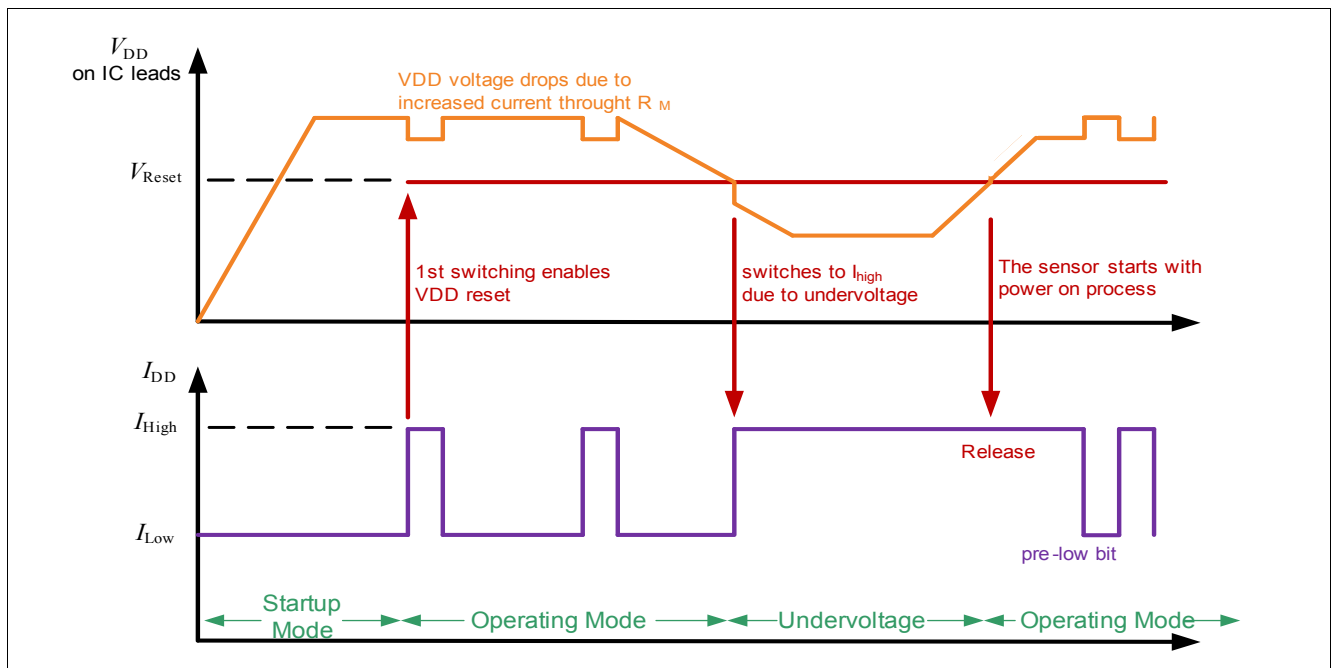 VDD
on IC leads
VDD voltage drops due to
increased current throught R M
VReset
1st switching enables
VDD reset
switches to Ihigh
due to undervoltage
The sensor starts with
power on process
IDD
IHigh
Release
ILow
pre-low bit
Startup
Mode
Operating Mode
Undervoltage
Operating Mode